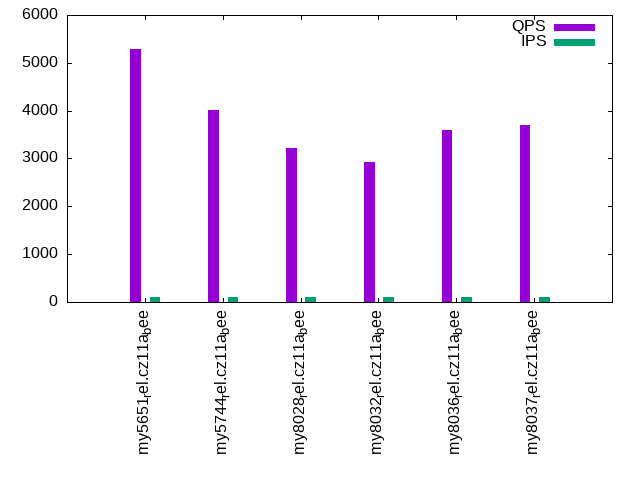 6000
5000
4000
3000
2000
1000
0
QPS
IPS
my5651rel.cz11abee
my5744rel.cz11abee
my8028rel.cz11abee
my8032rel.cz11abee
my8036rel.cz11abee
my8037rel.cz11abee